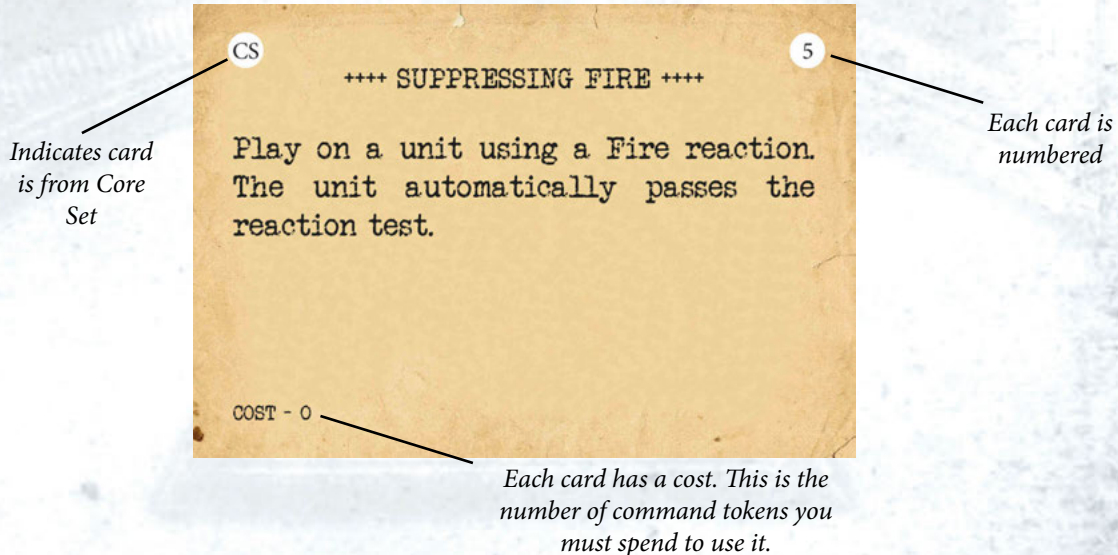 CS
5
++++ SUPPRESSING FIRE ++++
Play on a unit using a Fire reaction.
The unit automatically passes the
reaction test.
COST - 0
Indicates card
is from Core
Set
Each card is
numbered
Each card has a cost. This is the
number of command tokens you
must spend to use it.